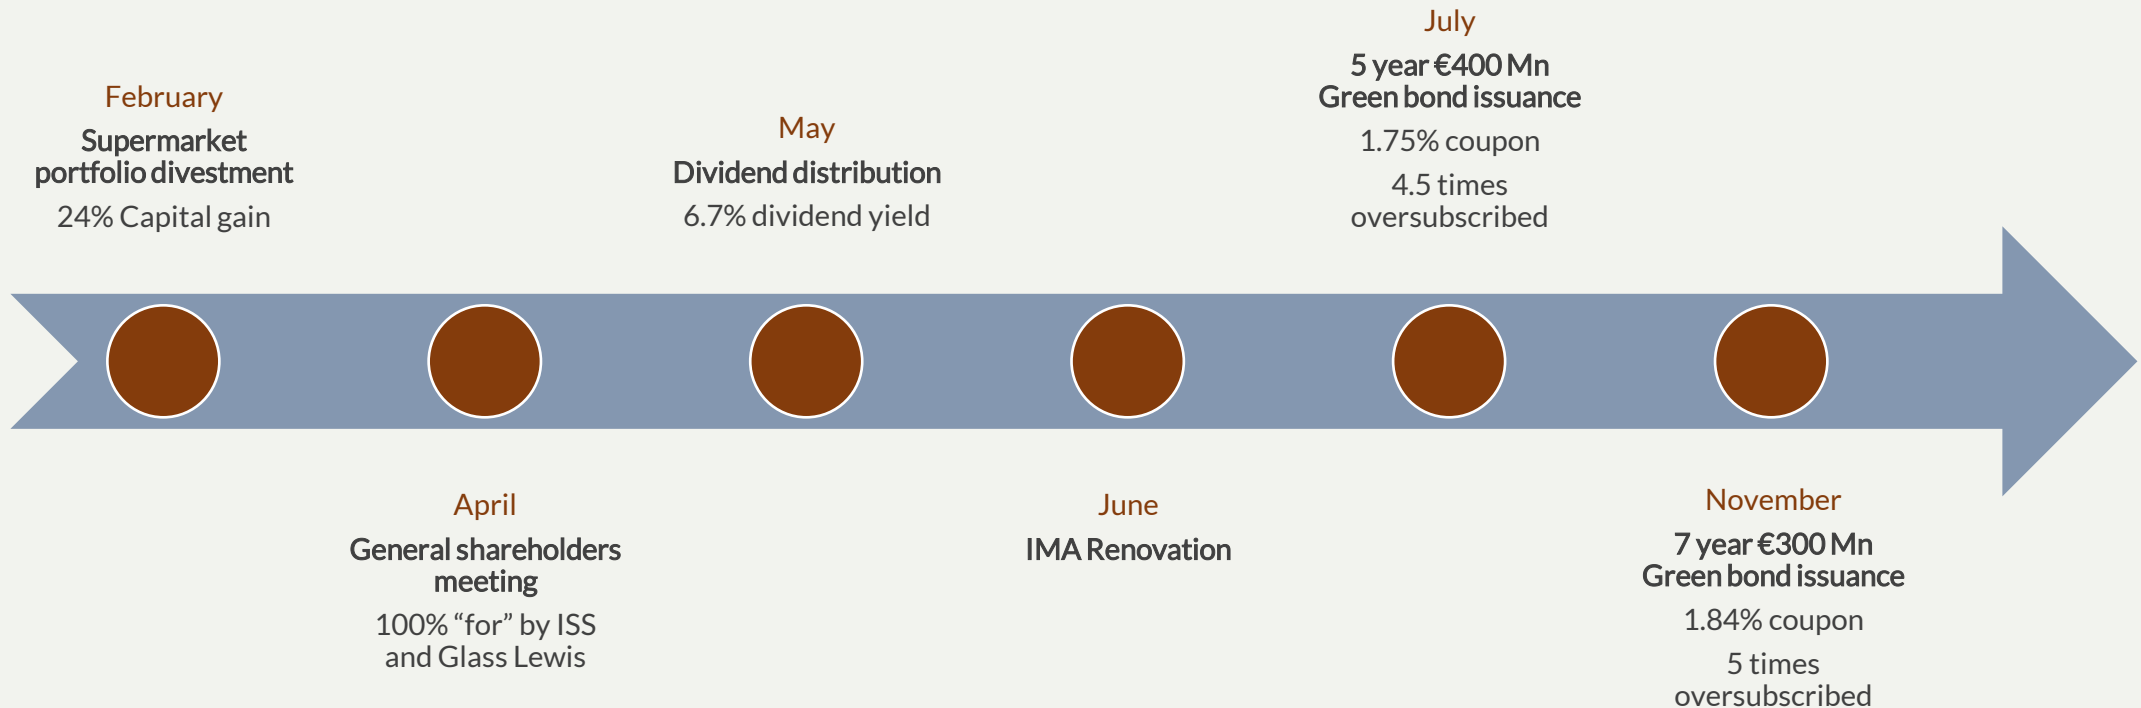 February
Supermarket
portfolio divestment
24% Capital gain
April
General shareholders
meeting
100% “for” by ISS
and Glass Lewis
May
Dividend distribution
6.7% dividend yield
June
IMA Renovation
July
5 year €400 Mn
Green bond issuance
1.75% coupon
4.5 times
oversubscribed
November
7 year €300 Mn
Green bond issuance
1.84% coupon
5 times
oversubscribed